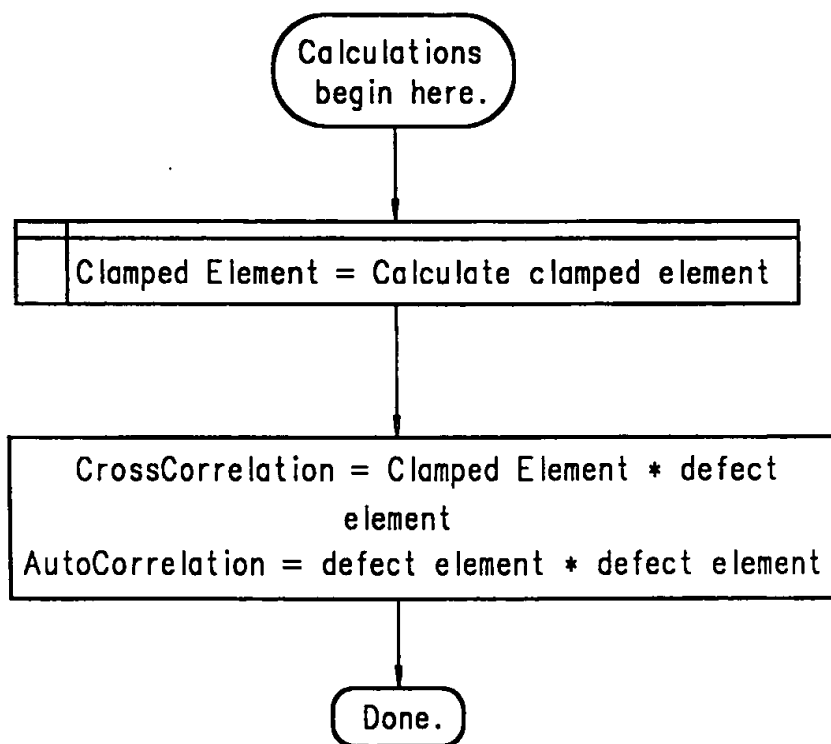 Calculations
begin here.
Clamped Element = Calculate clamped element
CrossCorrelation = Clamped Element * defect
element
AutoCorrelation = defect element * defect element
Done.